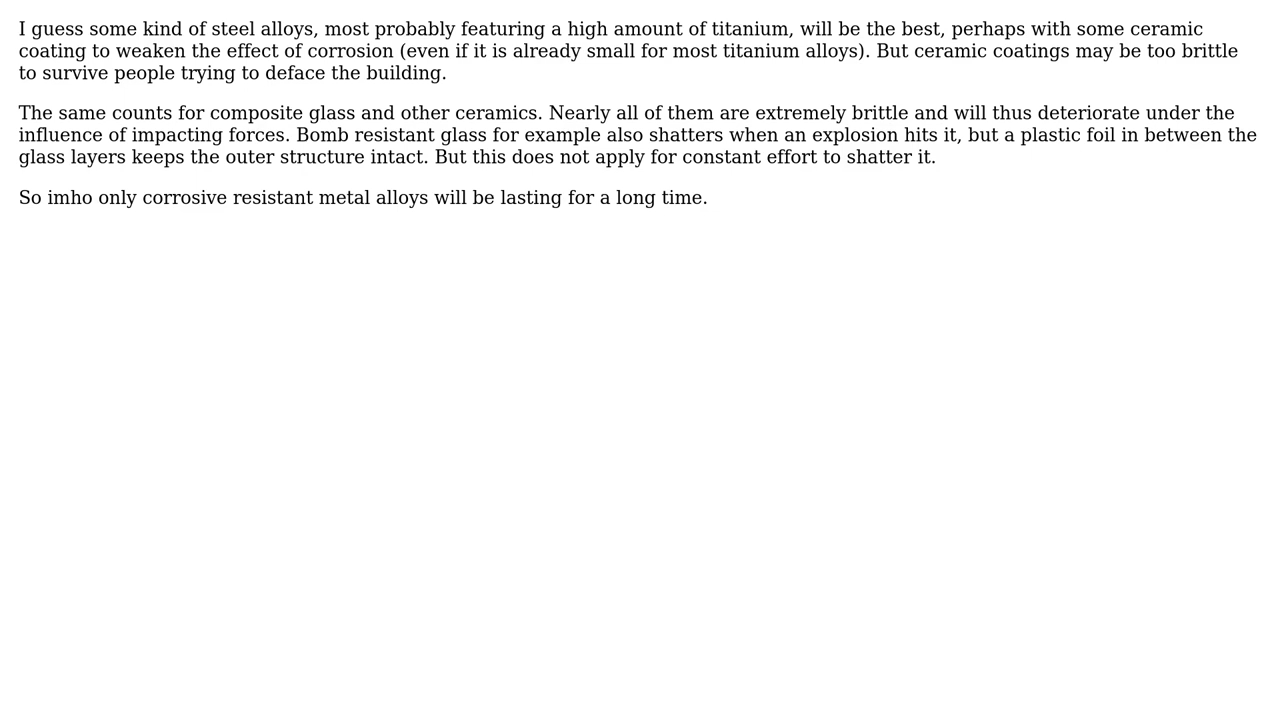 I guess some kind of steel alloys, most probably featuring a high amount of titanium, will be the best, perhaps with some ceramic
coating to weaken the effect of corrosion (even if it is already small for most titanium alloys). But ceramic coatings may be too brittle
to survive people trying to deface the building.
The same counts for composite glass and other ceramics. Nearly all of them are extremely brittle and will thus deteriorate under the
influence of impacting forces. Bomb resistant glass for example also shatters when an explosion hits it, but a plastic foil in between the
glass layers keeps the outer structure intact. But this does not apply for constant effort to shatter it.
So imho only corrosive resistant metal alloys will be lasting for a long time.